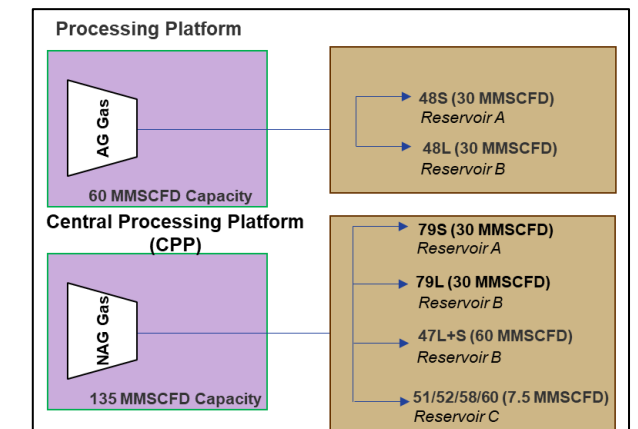 Processing Platform
AG Gas
60 MMSCFD Capacity
48S (30 MMSCFD)
Reservoir A
48L (30 MMSCFD)
Reservoir B
Central Processing Platform
(CPP)
NAG Gas
135 MMSCFD Capacity
79S (30 MMSCFD)
Reservoir A
79L (30 MMSCFD)
Reservoir B
47L+S (60 MMSCFD)
Reservoir B
51/52/58/60 (7.5 MMSCFD)
Reservoir C